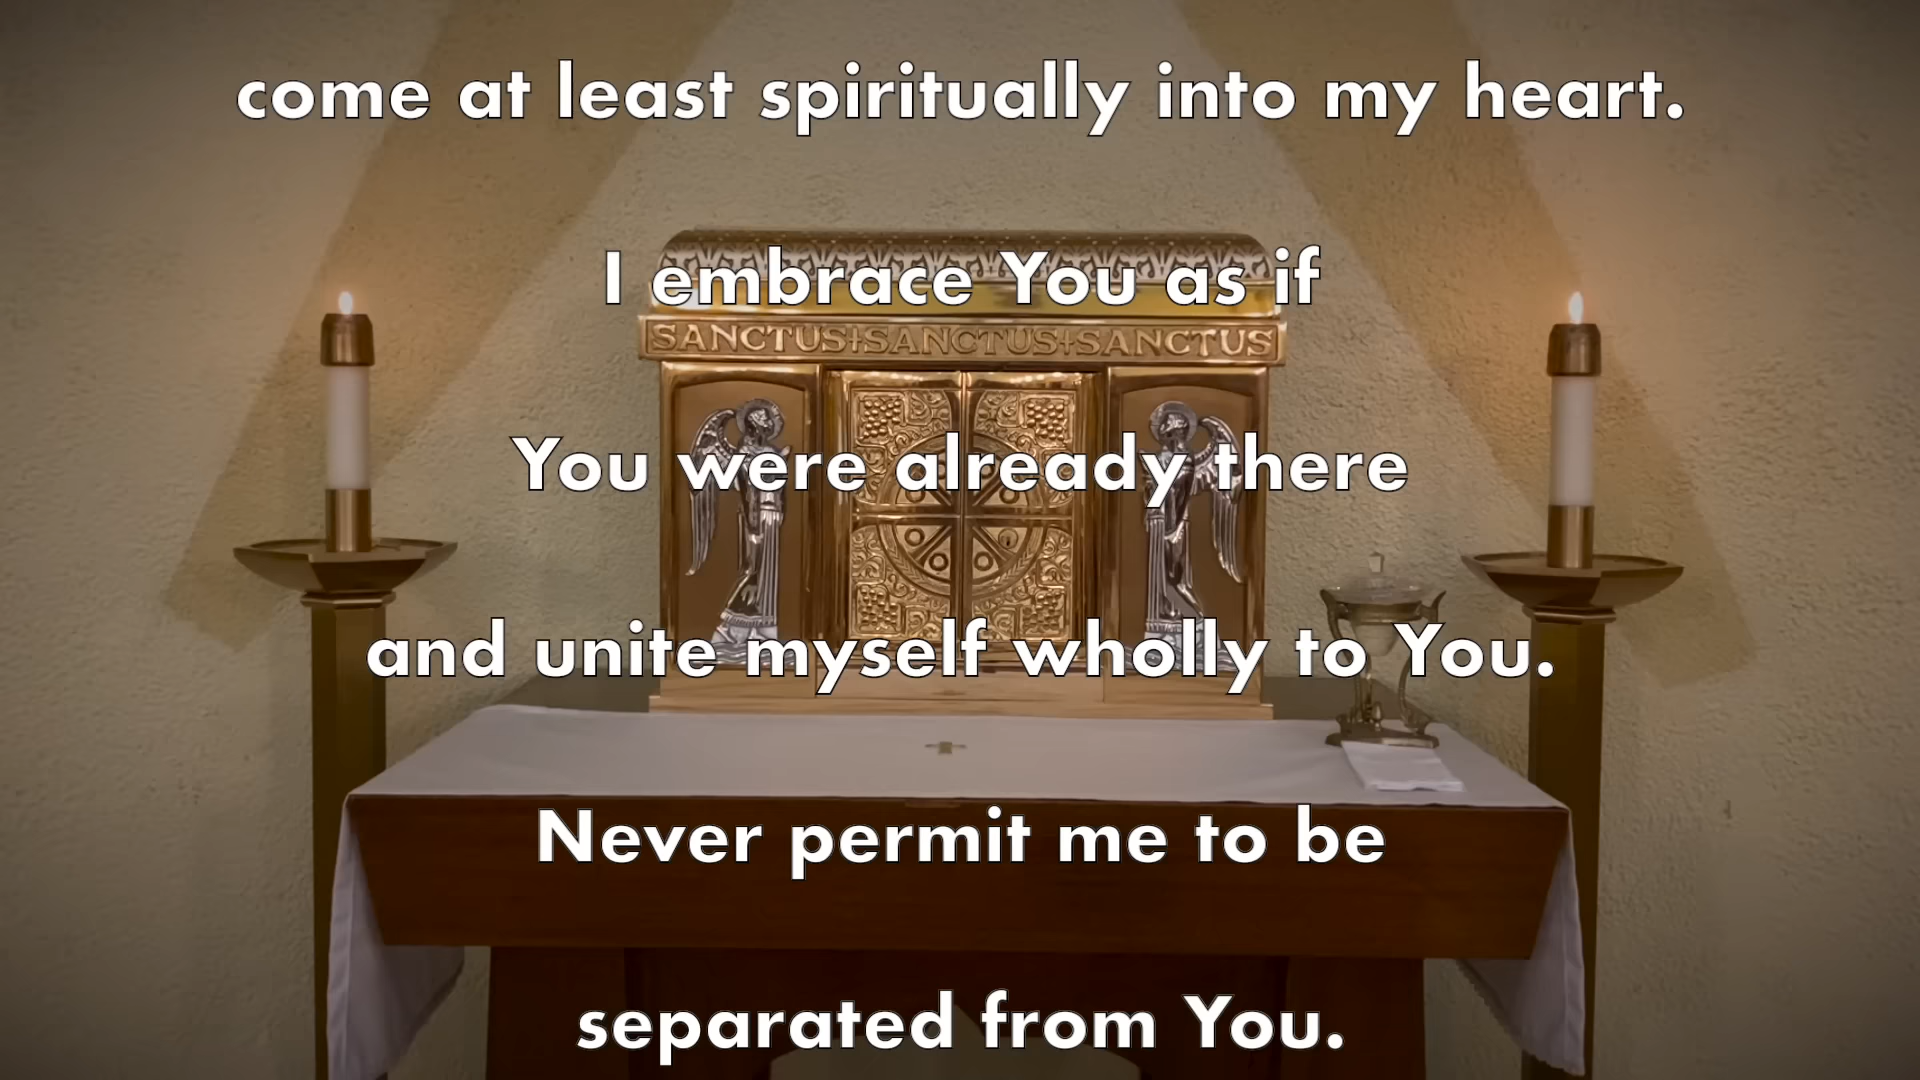 come at least spiritually into my heart.
I embrace You as if
SANCTUS+SANCTUS+SANCTUS
You were already there
and unite myself wholly to You.
Never permit me to be
separated from You.